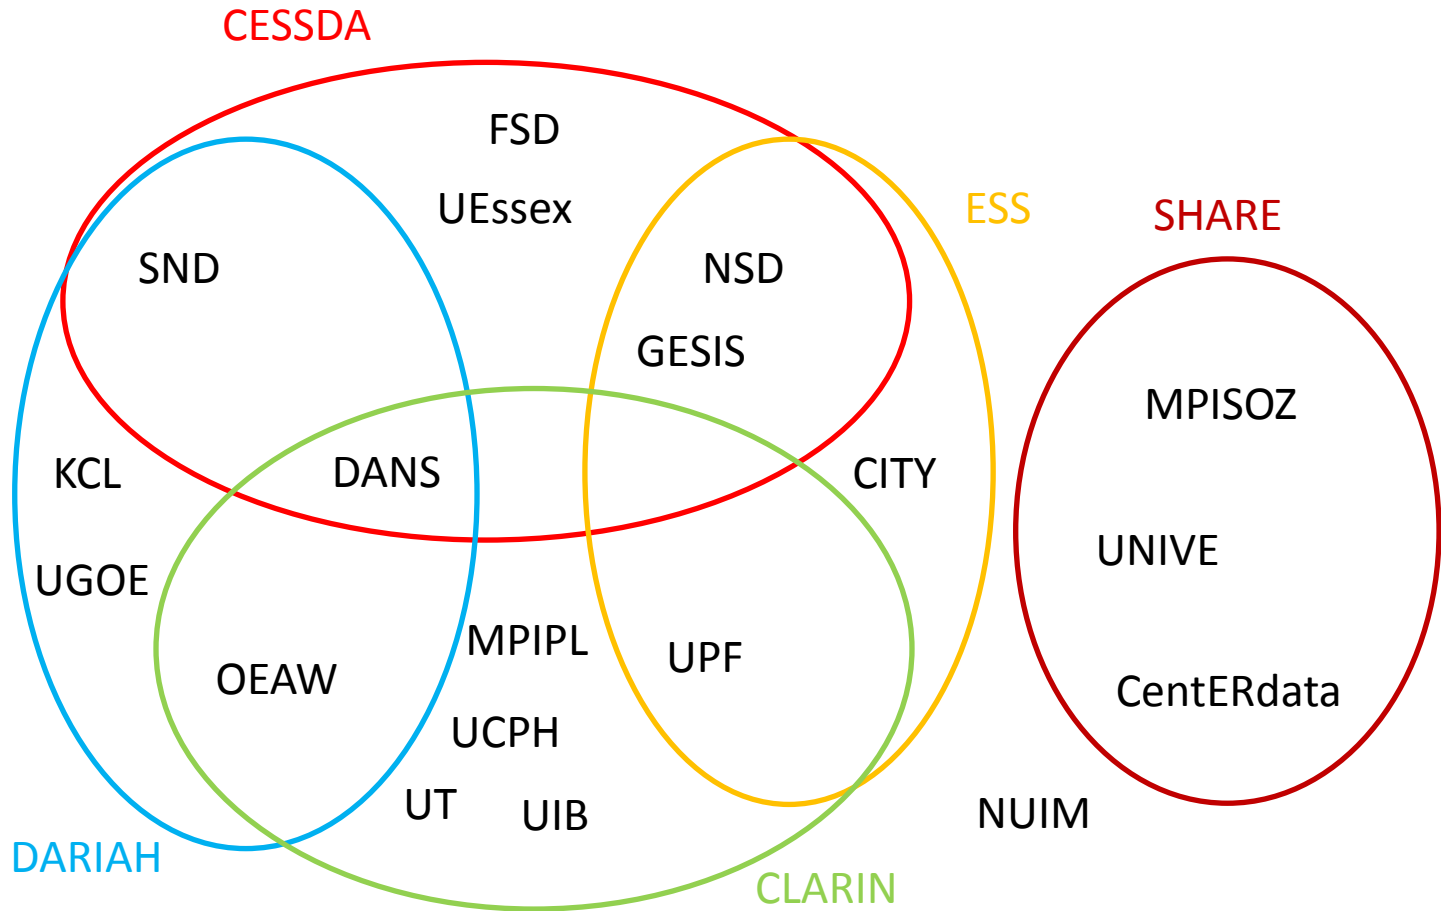 CESSDA
FSD
UEssex
ESS
SHARE
SND
NSD
GESIS
MPISOZ
KCL
DANS
CITY
UNIVE
UGOE
MPIPL
UPF
OEAW
CentERdata
UCPH
UT
UIB
NUIM
DARIAH
CLARIN